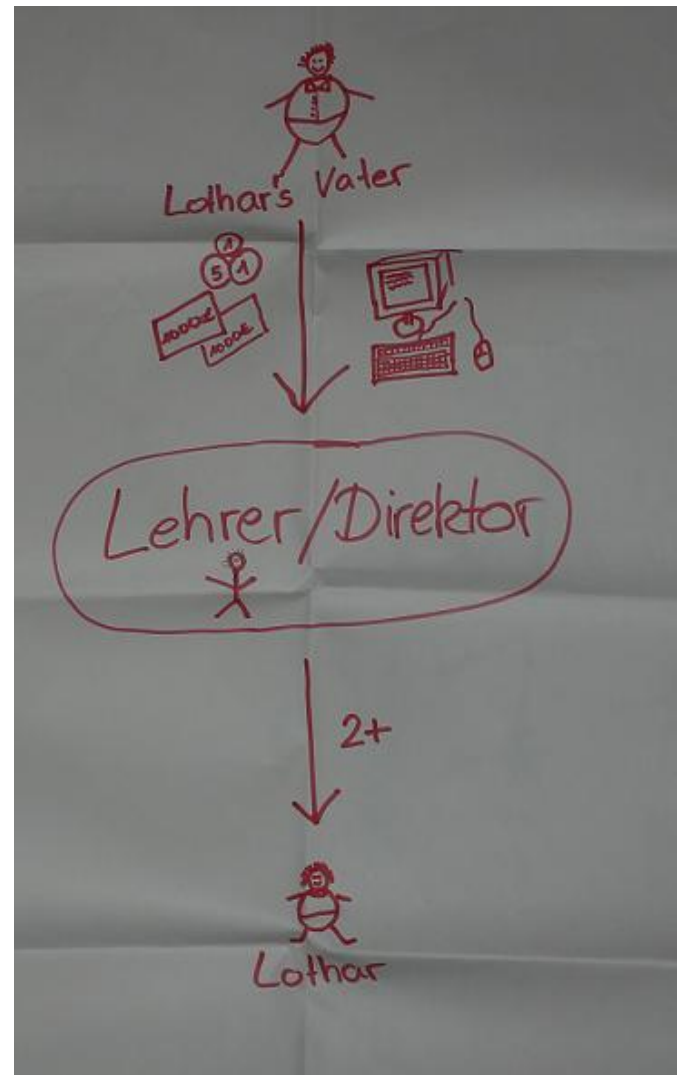 Lothar's Vater
1
5 1
1000€
1000€
Lehrer/Direktor
2+
Lothar